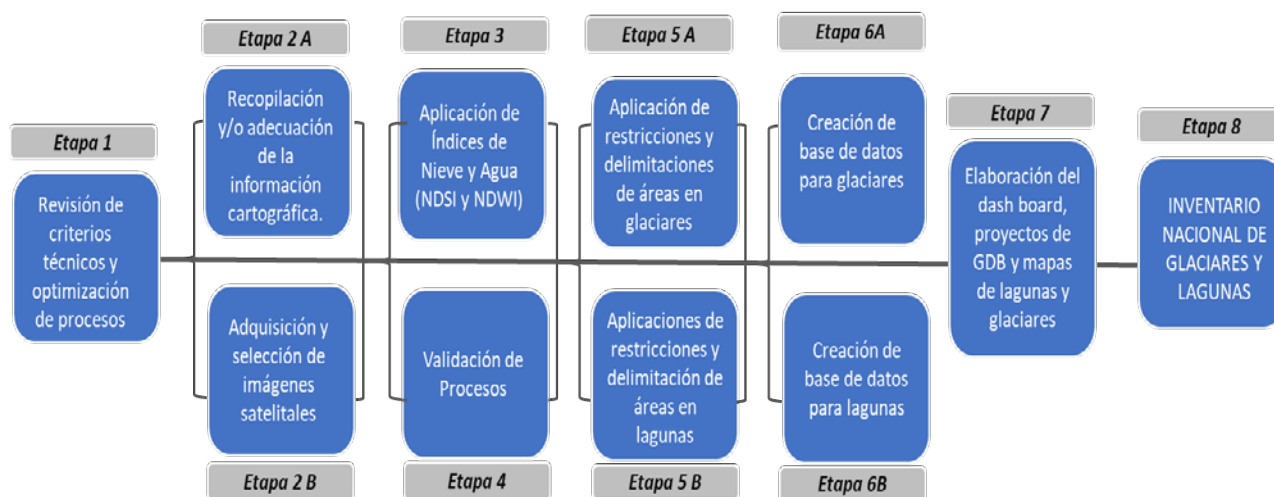 Etapa 1
Revisión de
criterios
técnicos y
optimización
de procesos
Etapa 2 A
Recopilación
y/o adecuación
de la
información
cartográfica.
Adquisición y
selección de
imágenes
satelitales
Etapa 2 B
Etapa 3
Aplicación de
Índices de
Nieve y Agua
(NDSI y NDWI)
Validación de
Procesos
Etapa 4
Etapa 5 A
Aplicación de
restricciones y
delimitaciones
de áreas en
glaciares
Aplicaciones de
restricciones y
delimitación de
áreas en
lagunas
Etapa 5 B
Etapa 6A
Creación de
base de datos
para glaciares
Creación de
base de datos
para lagunas
Etapa 6B
Etapa 7
Elaboración del
dash board,
proyectos de
GDB y mapas
de lagunas y
glaciares
Etapa 8
INVENTARIO
NACIONAL DE
GLACIARES Y
LAGUNAS